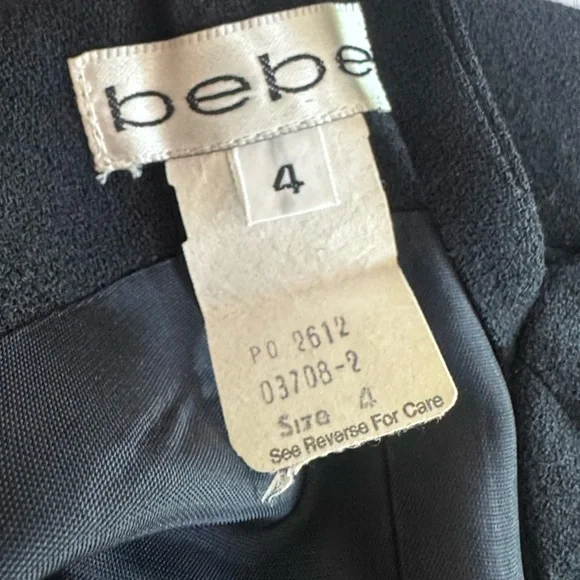 bebe
4
PO 2612
03708-2
Size 4
See Reverse For Care